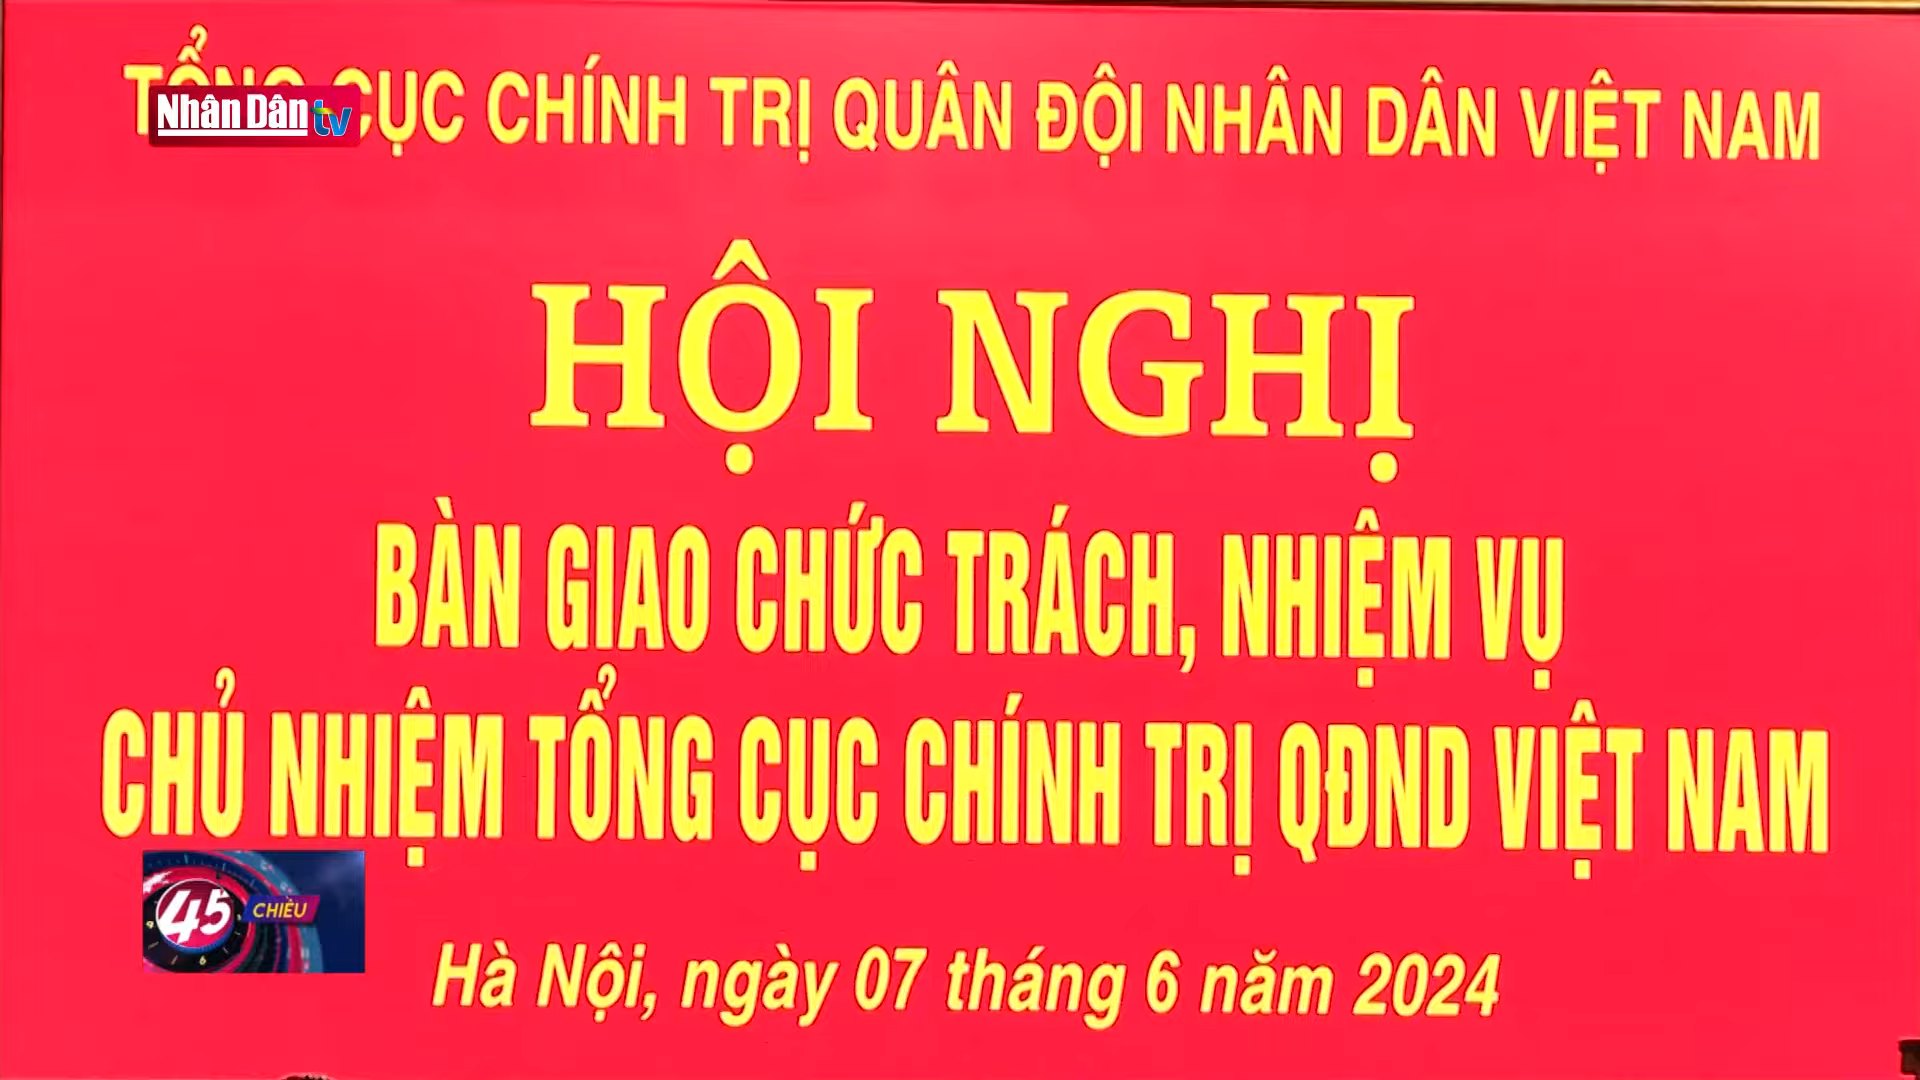 TỔNG CỤC CHÍNH TRỊ QUÂN ĐỘI NHÂN DÂN VIỆT NAM
Nhân Dân tv
HỘI NGHỊ
BÀN GIAO CHỨC TRÁCH, NHIỆM VỤ
CHỦ NHIỆM TỔNG CỤC CHÍNH TRỊ QĐND VIỆT NAM
45 CHIỀU
9
6
Hà Nội, ngày 07 tháng 6 năm 2024